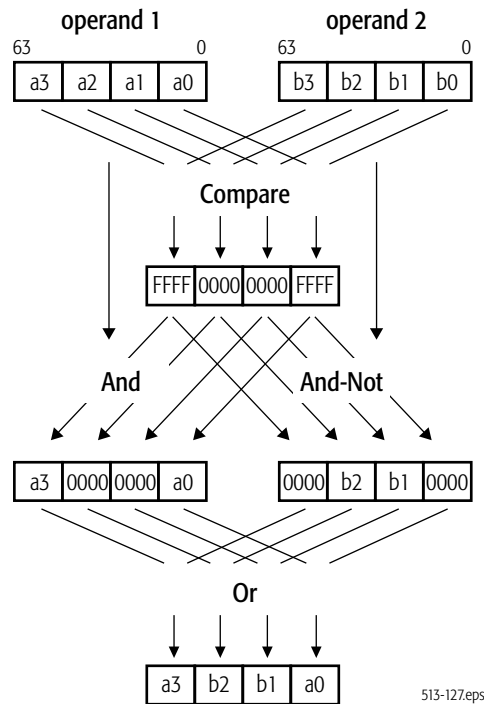 operand 1 operand 2
63 0 63 0
a3 a2 a1 a0 b3 b2 b1 b0
Compare
FFFF 0000 0000 FFFF
And And-Not
a3 0000 0000 a0 0000 b2 b1 0000
Or
a3 b2 b1 a0
513-127.eps